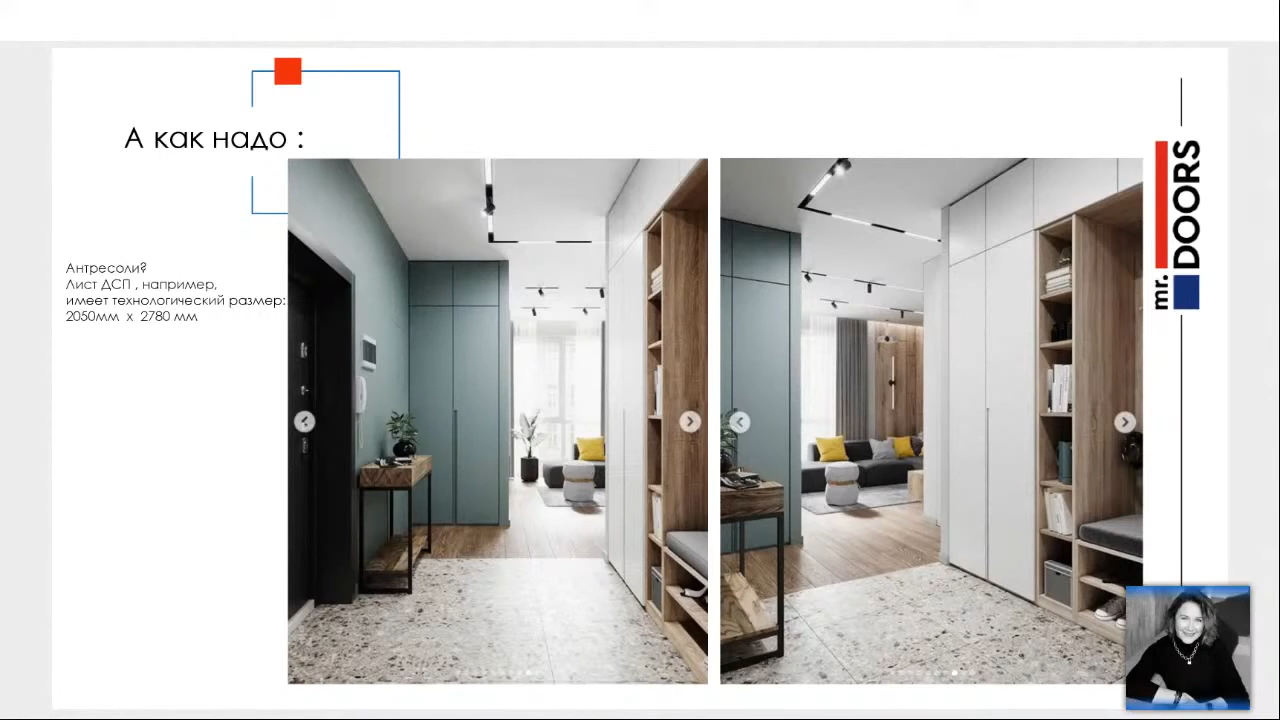 А как надо :
Антресоли?
Лист ДСП , например,
имеет технологический размер:
2050мм х 2780 мм
mr. DOORS